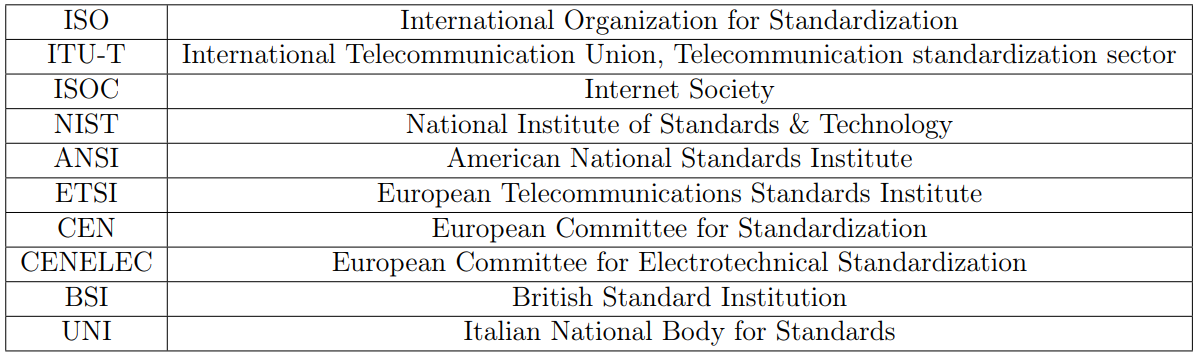 ISO International Organization for Standardization
ITU-T International Telecommunication Union, Telecommunication standardization sector
ISOC Internet Society
NIST National Institute of Standards & Technology
ANSI American National Standards Institute
ETSI European Telecommunications Standards Institute
CEN European Committee for Standardization
CENELEC European Committee for Electrotechnical Standardization
BSI British Standard Institution
UNI Italian National Body for Standards